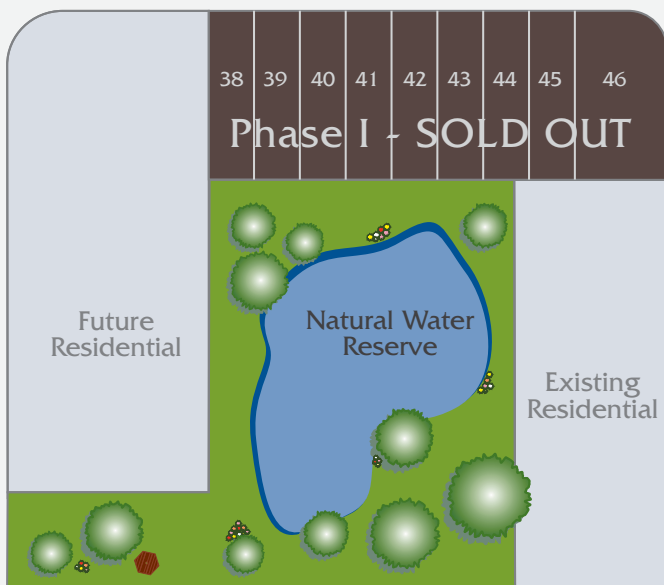 38 39 40 41 42 43 44 45 46
Phase I - SOLD OUT
Natural Water
Reserve
Future
Residential
Existing
Residential